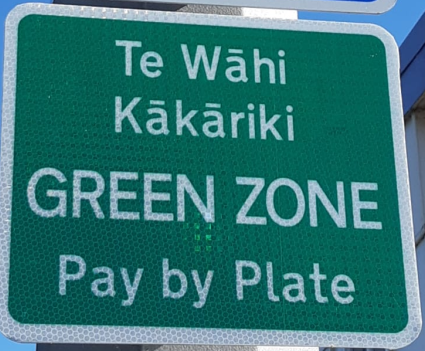 Te Wāhi
Kākāriki
GREEN ZONE
Pay by Plate